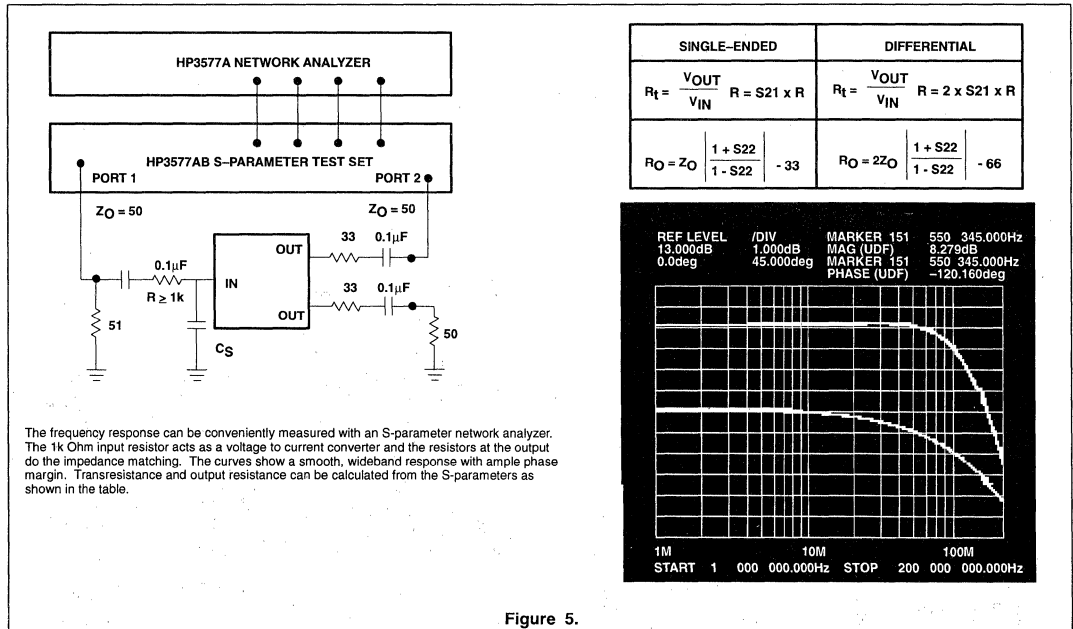 HP3577A NETWORK ANALYZER
HP3577AB S–PARAMETER TEST SET
PORT 1
PORT 2
ZO = 50
ZO = 50
OUT
33
0.1µF
0.1µF
R ≥ 1k
IN
33
0.1µF
OUT
51
CS
50
The frequency response can be conveniently measured with an S-parameter network analyzer.
The 1k Ohm input resistor acts as a voltage to current converter and the resistors at the output
do the impedance matching. The curves show a smooth, wideband response with ample phase
margin. Transresistance and output resistance can be calculated from the S-parameters as
shown in the table.
SINGLE–ENDED
DIFFERENTIAL
Rt = VOUT / VIN R = S21 x R
Rt = VOUT / VIN R = 2 x S21 x R
RO = ZO | 1 + S22 / 1 - S22 | - 33
RO = 2ZO | 1 + S22 / 1 - S22 | - 66
REF LEVEL /DIV MARKER 151 550 345.000Hz
13.000dB 1.000dB MAG (UDF) 8.279dB
0.0deg 45.000deg MARKER 151 550 345.000Hz
PHASE (UDF) –120.160deg
1M 10M 100M
START 1 000 000.000Hz STOP 200 000 000.000Hz
Figure 5.